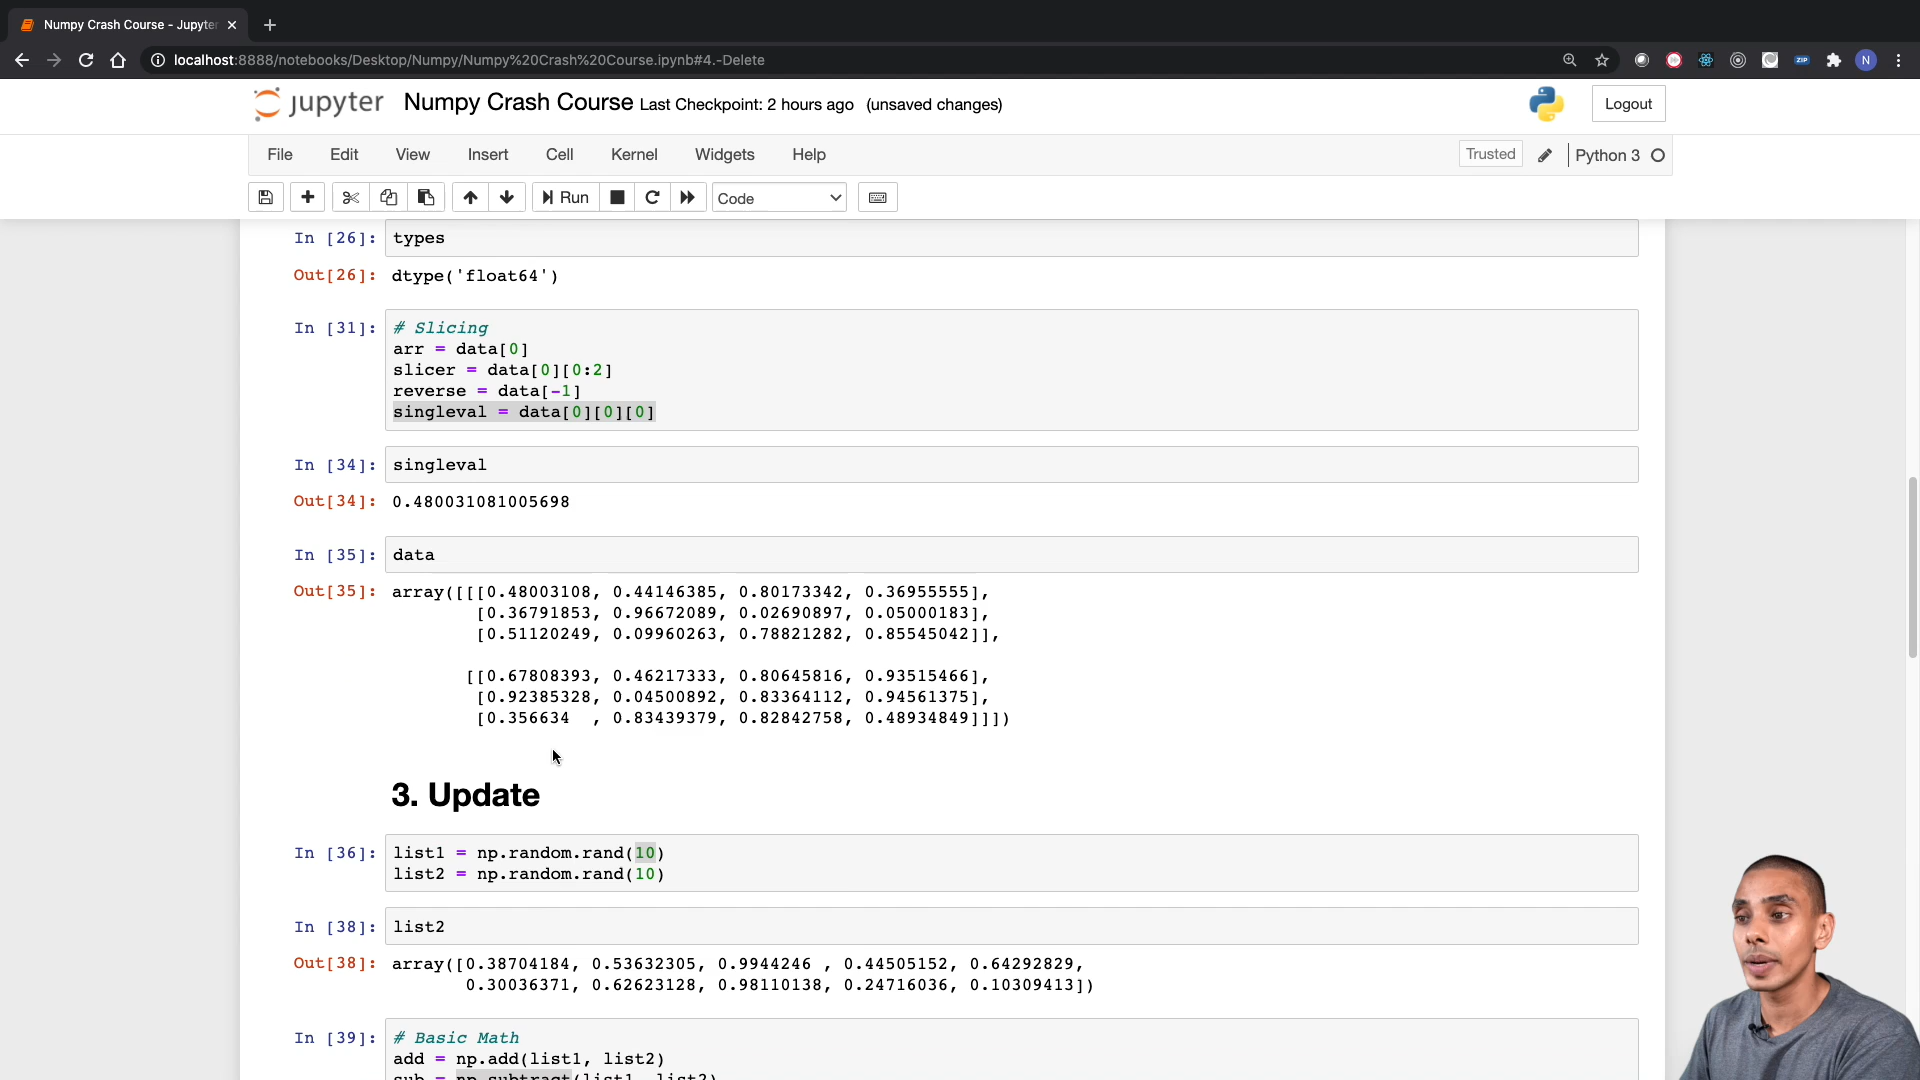 Numpy Crash Course - Jupyte
localhost:8888/notebooks/Desktop/Numpy/Numpy%20Crash%20Course.ipynb#4.-Delete
ZIP
N
jupyter Numpy Crash Course Last Checkpoint: 2 hours ago (unsaved changes)
Logout
File Edit View Insert Cell Kernel Widgets Help
Trusted
Python 3
Run
Code
In [26]: types
Out[26]: dtype('float64')
In [31]: # Slicing
arr = data[0]
slicer = data[0][0:2]
reverse = data[-1]
singleval = data[0][0][0]
In [34]: singleval
Out[34]: 0.480031081005698
In [35]: data
Out[35]: array([[[0.48003108, 0.44146385, 0.80173342, 0.36955555],
[0.36791853, 0.96672089, 0.02690897, 0.05000183],
[0.51120249, 0.09960263, 0.78821282, 0.85545042]],
[[0.67808393, 0.46217333, 0.80645816, 0.93515466],
[0.92385328, 0.04500892, 0.83364112, 0.94561375],
[0.356634  , 0.83439379, 0.82842758, 0.48934849]]])
3. Update
In [36]: list1 = np.random.rand(10)
list2 = np.random.rand(10)
In [38]: list2
Out[38]: array([0.38704184, 0.53632305, 0.9944246 , 0.44505152, 0.64292829,
0.30036371, 0.62623128, 0.98110138, 0.24716036, 0.10309413])
In [39]: # Basic Math
add = np.add(list1, list2)
sub = np.subtract(list1, list2)